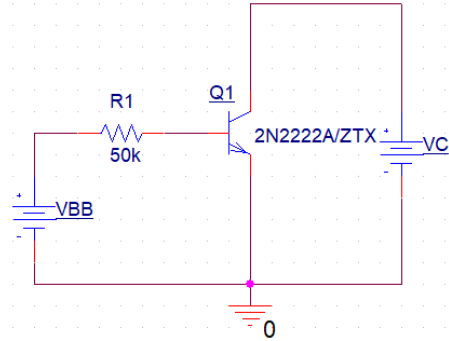 R1
50k
Q1
2N2222A/ZTX
+
VC
-
+
VBB
-
0